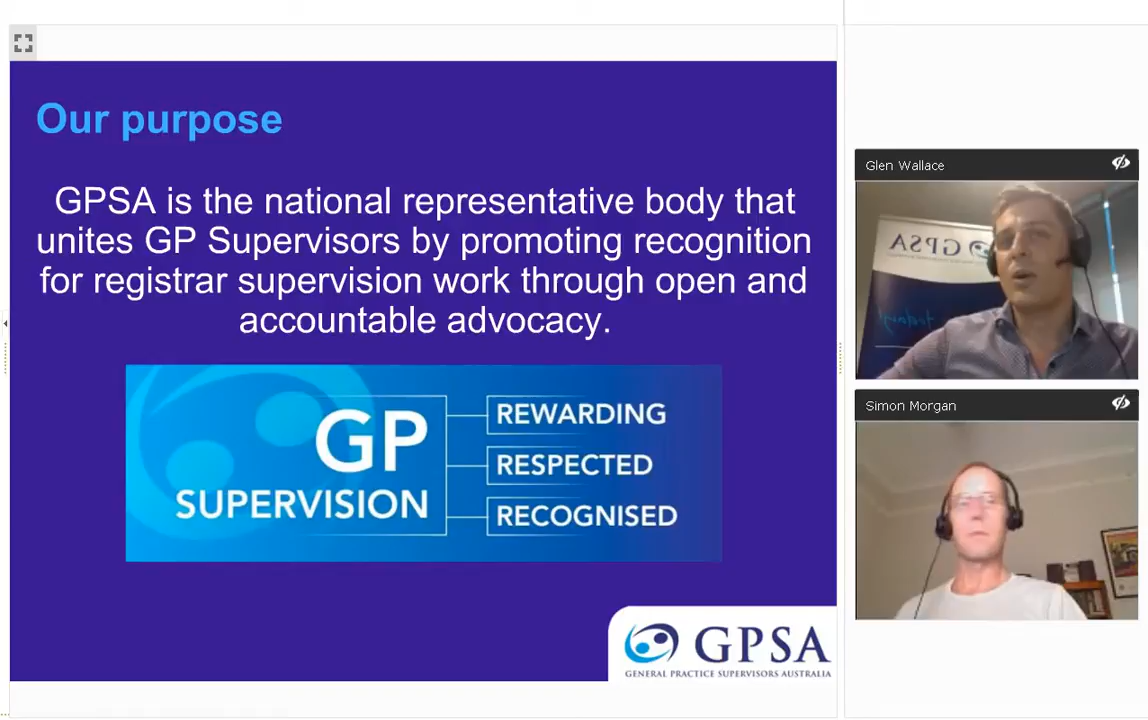 Our purpose
GPSA is the national representative body that
unites GP Supervisors by promoting recognition
for registrar supervision work through open and
accountable advocacy.
GP
SUPERVISION
REWARDING
RESPECTED
RECOGNISED
GPSA
GENERAL PRACTICE SUPERVISORS AUSTRALIA
Glen Wallace
GPSA
today!
Simon Morgan